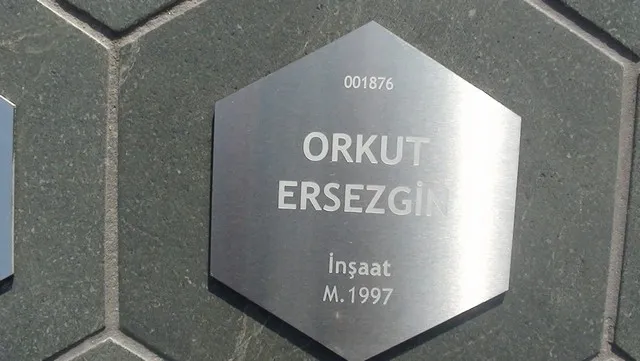 001876
ORKUT
ERSEZGİN
İnşaat
M.1997